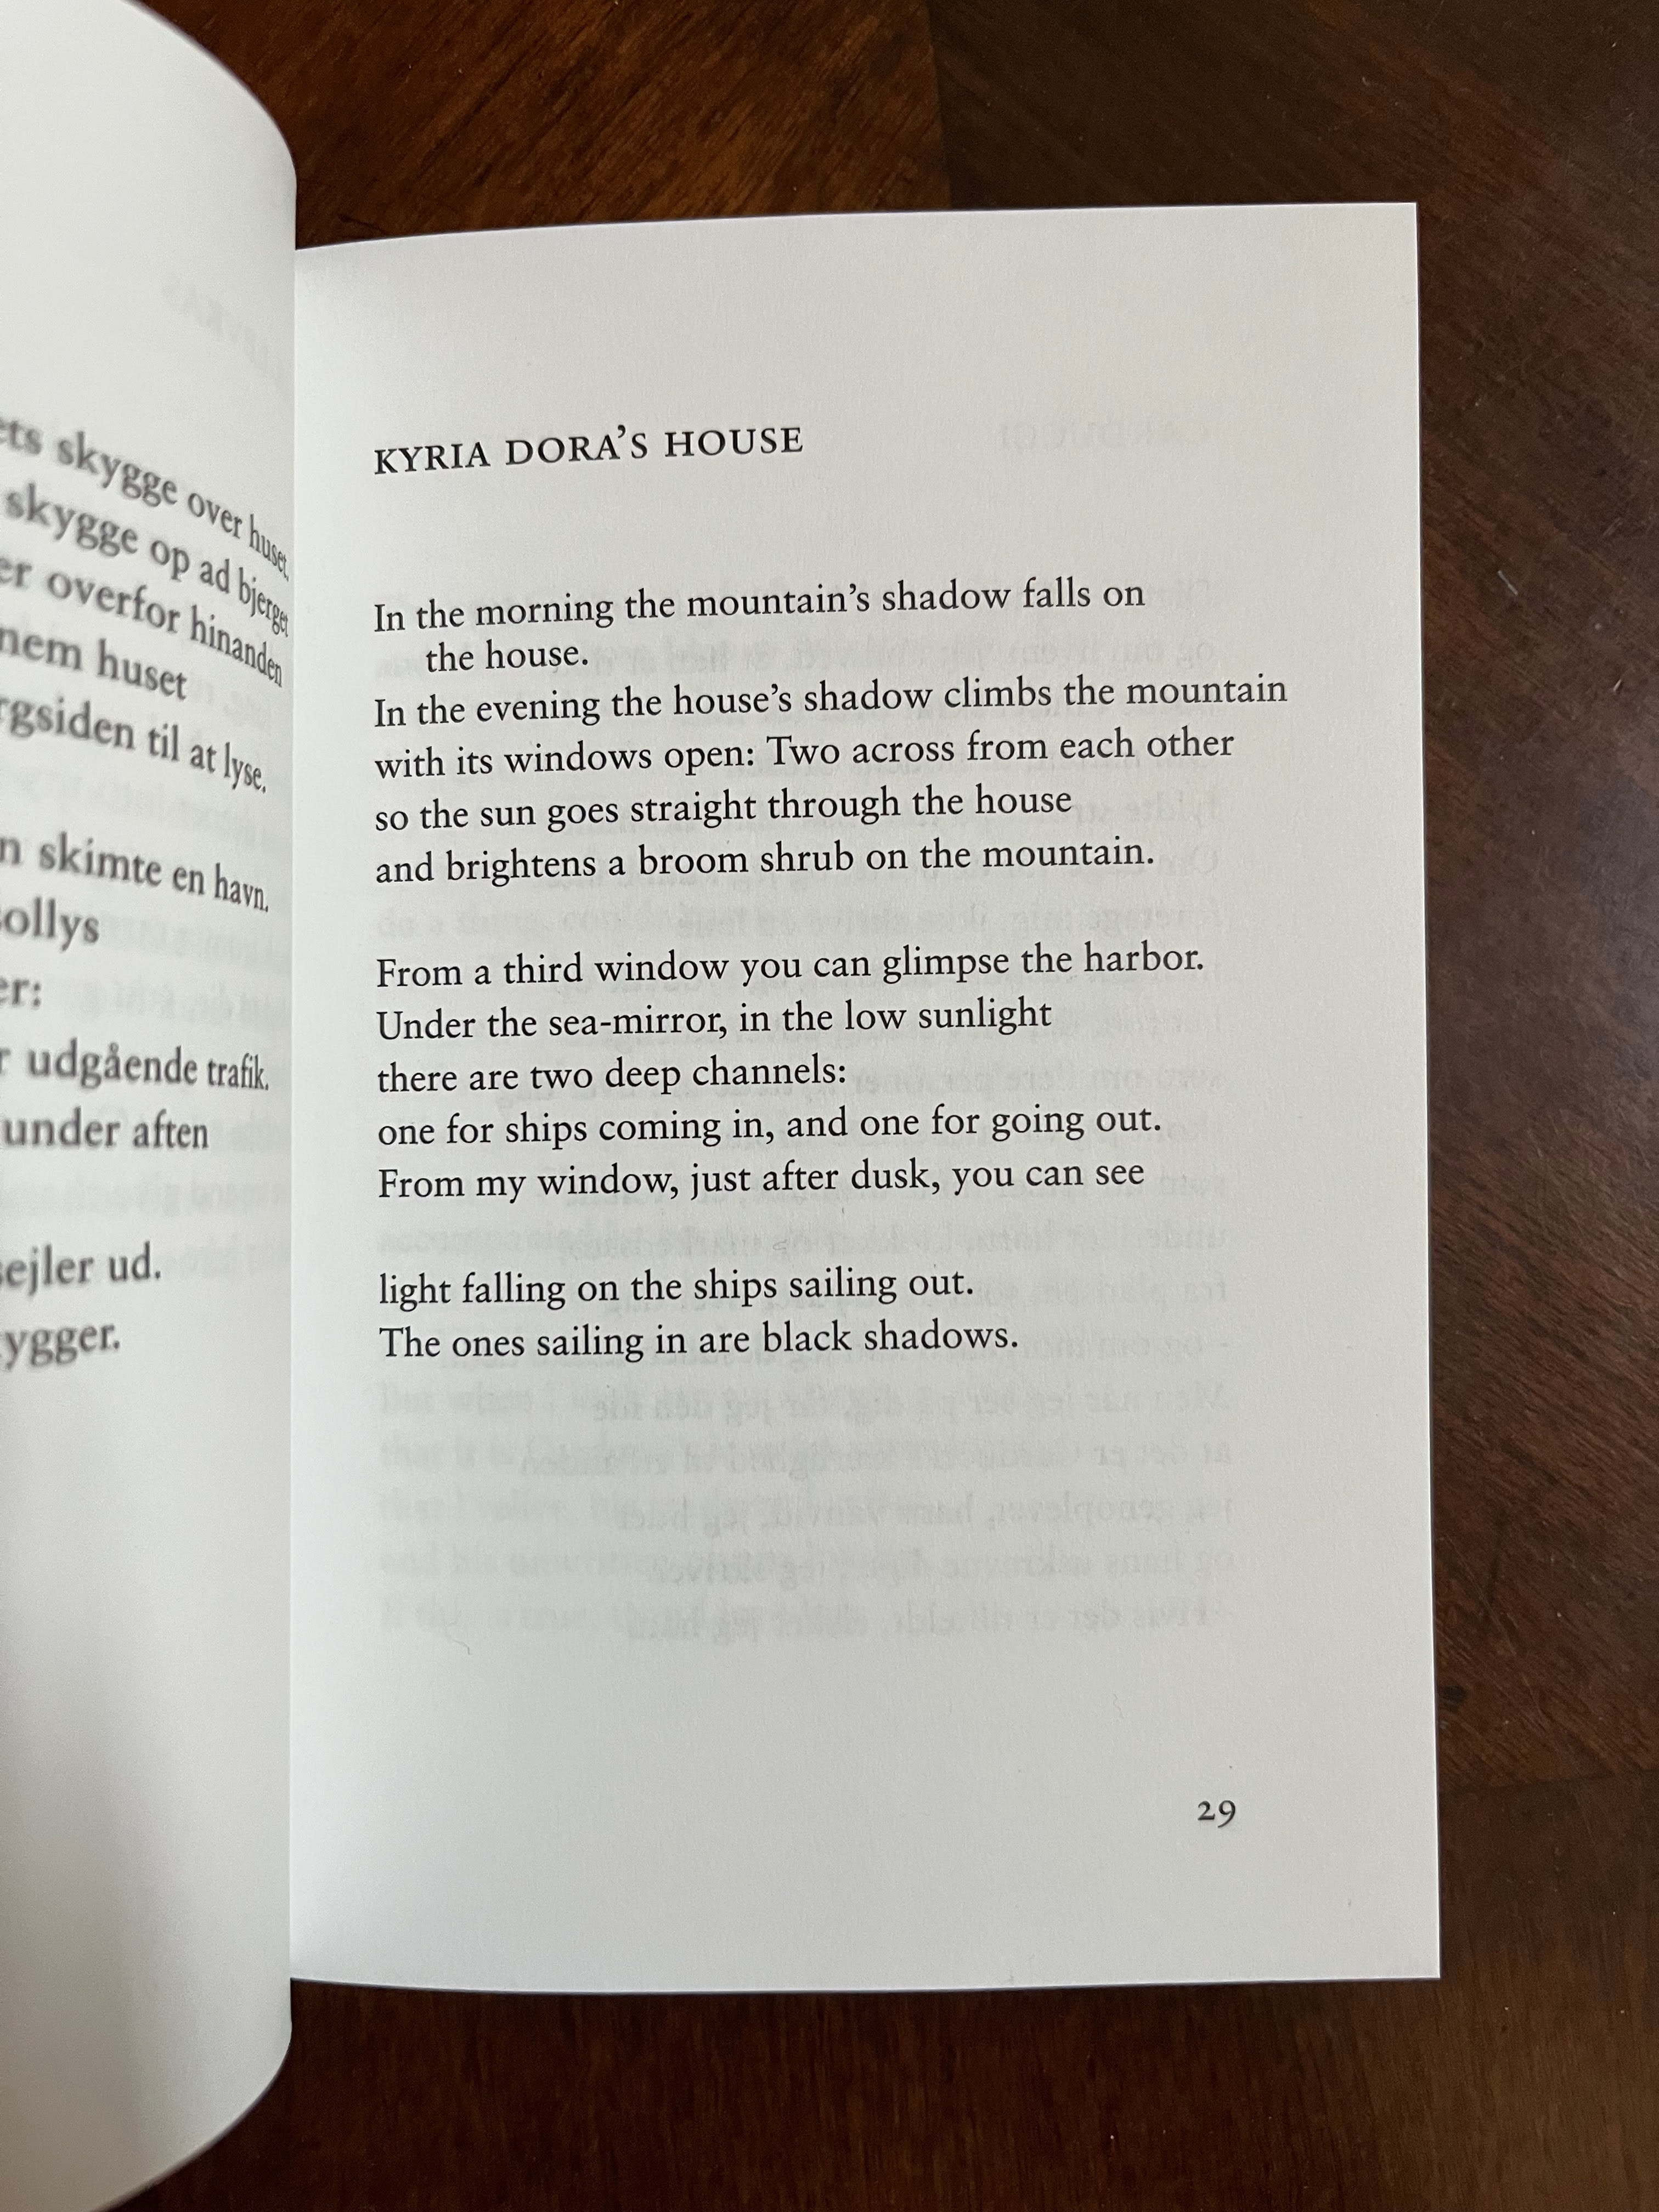 ets skygge over huset.
skygge op ad bjerget
er overfor hinanden
nem huset
rgsiden til at lyse.
n skimte en havn.
sollys
er:
r udgående trafik.
under aften
sejler ud.
ygger.
KYRIA DORA'S HOUSE
In the morning the mountain's shadow falls on
the house.
In the evening the house's shadow climbs the mountain
with its windows open: Two across from each other
so the sun goes straight through the house
and brightens a broom shrub on the mountain.
From a third window you can glimpse the harbor.
Under the sea-mirror, in the low sunlight
there are two deep channels:
one for ships coming in, and one for going out.
From my window, just after dusk, you can see
light falling on the ships sailing out.
The ones sailing in are black shadows.
29